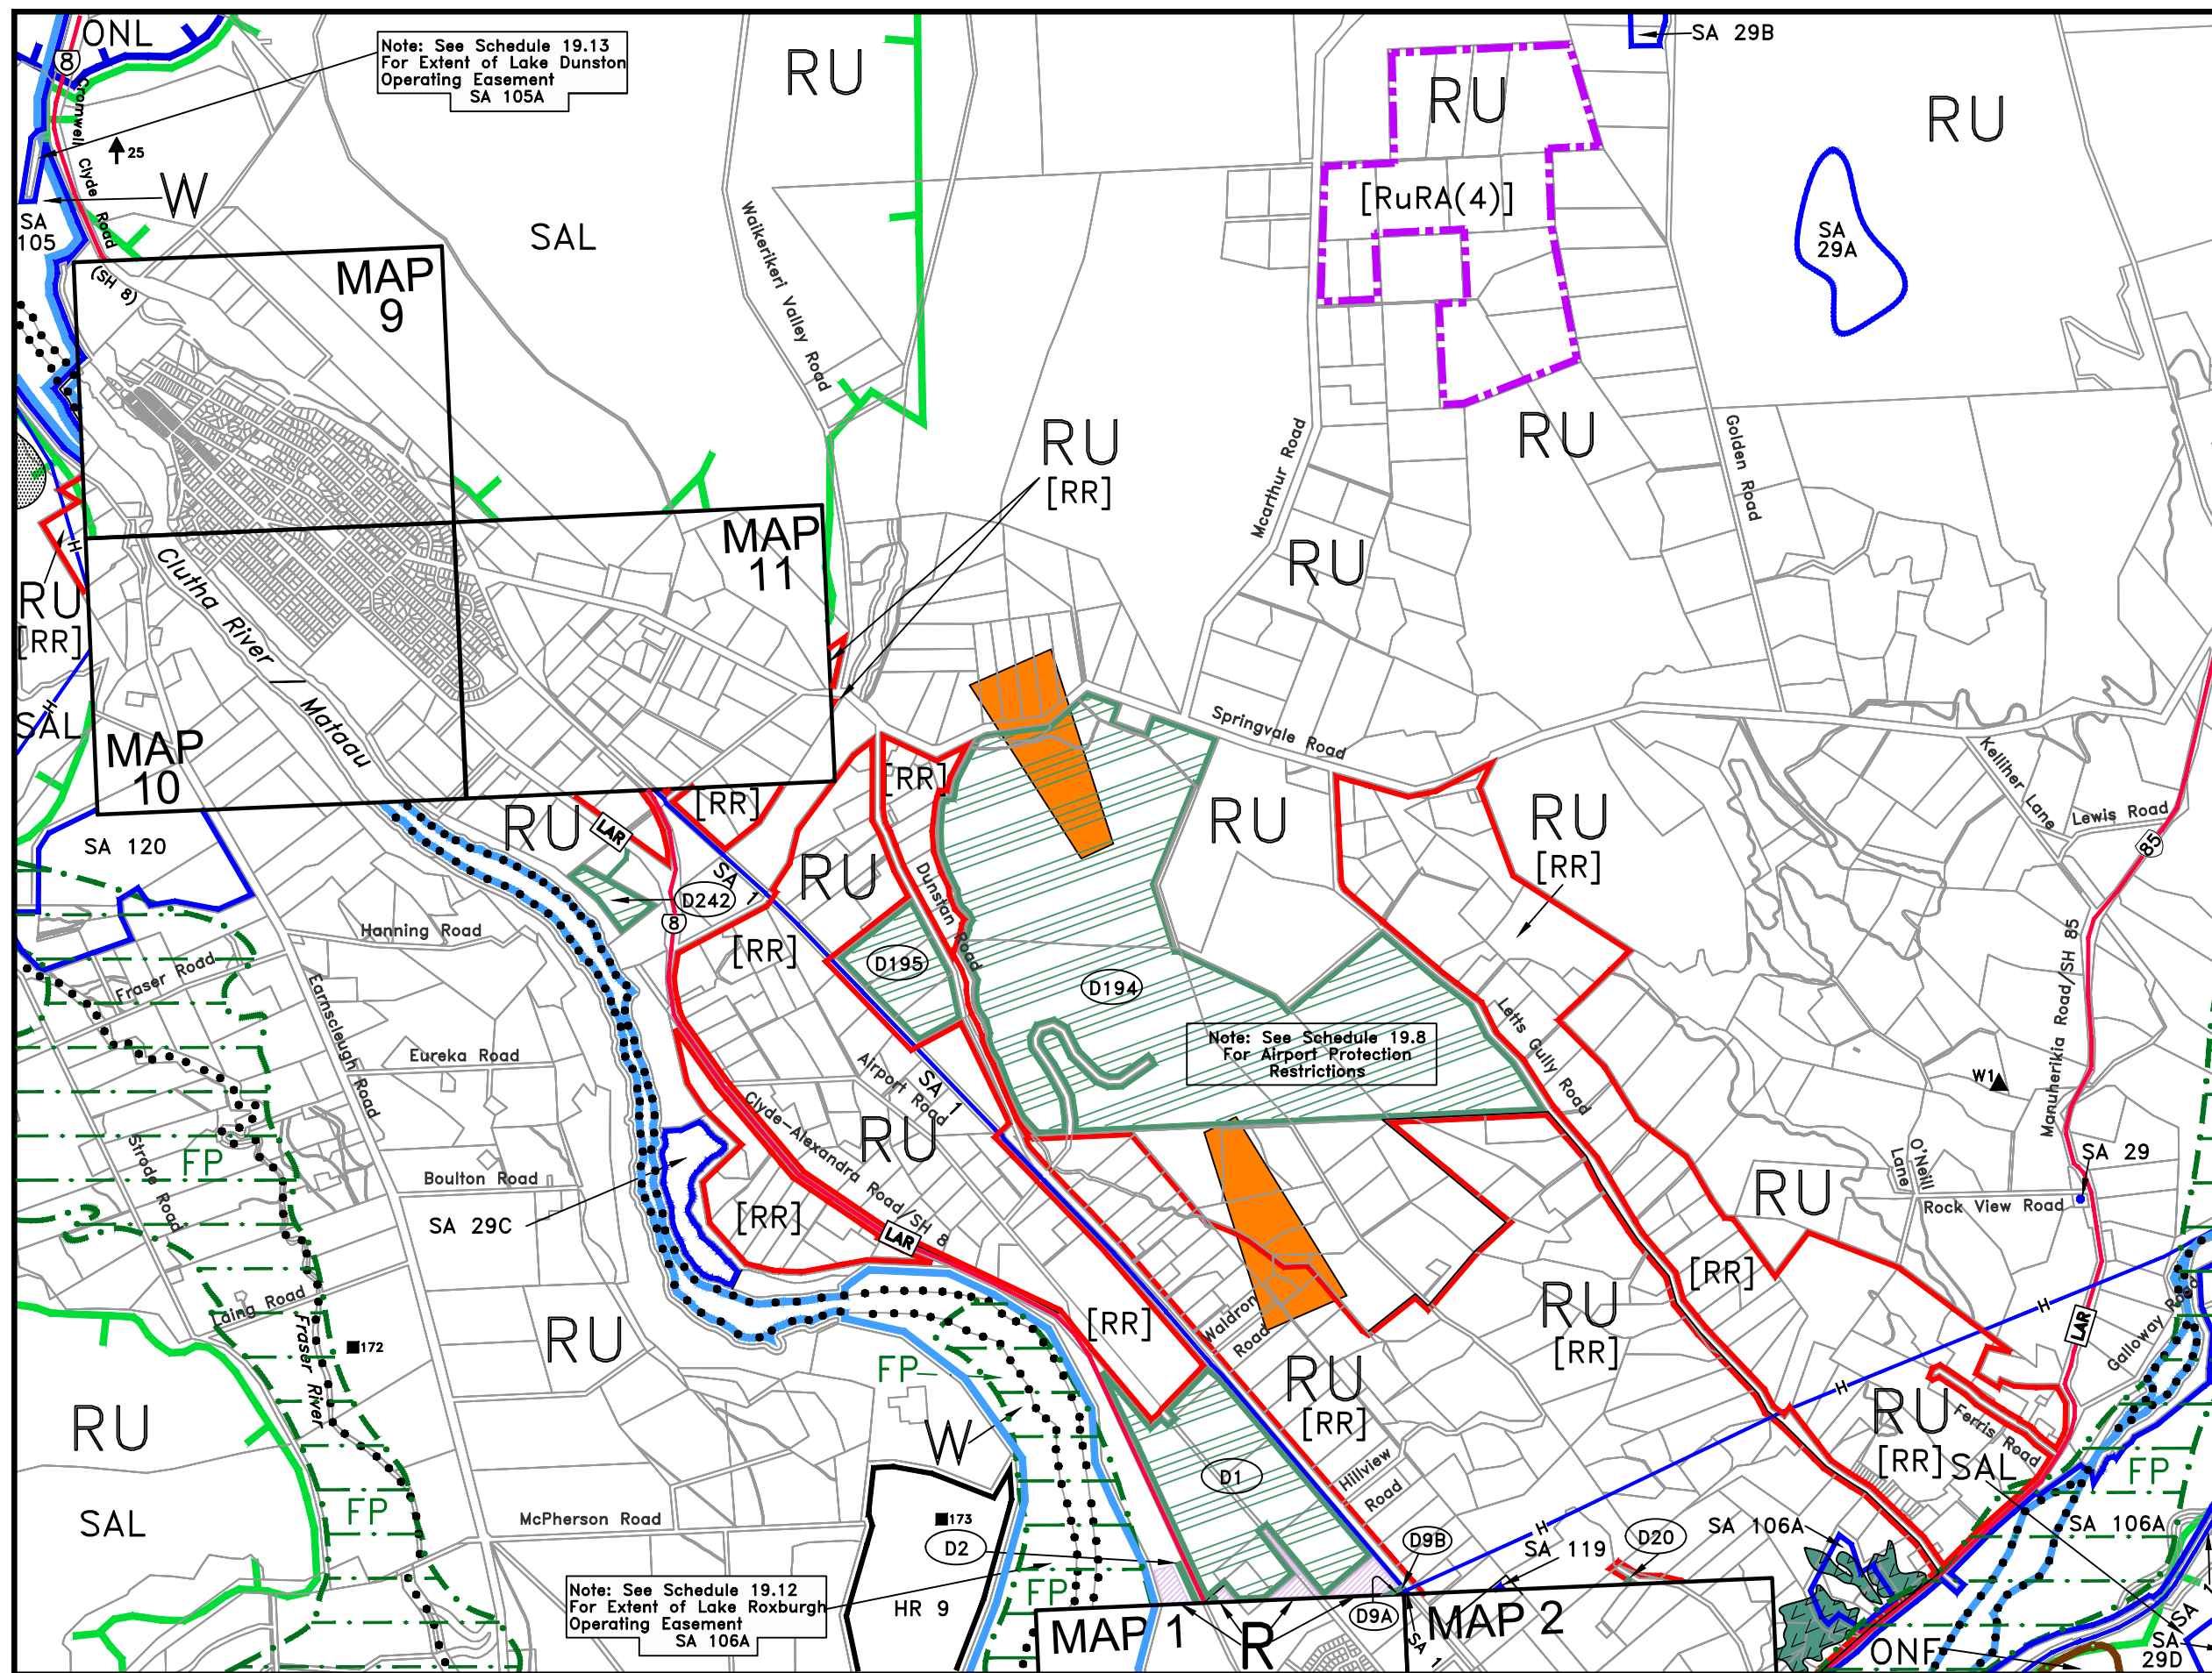 ONL
8
Note: See Schedule 19.13
For Extent of Lake Dunston
Operating Easement
SA 105A
RU
RU
SA 29B
RU
Cromwell Clyde Road
(SH 8)
25
W
SA
105
SAL
Waikerikeri Valley Road
[RuRA(4)]
SA
29A
MAP
9
RU
[RR]
Mcarthur Road
RU
Golden Road
MAP
11
RU
H
RU
[RR]
Clutha River / Mataau
H
SAL
MAP
10
Springvale Road
Kelliher Lane
Lewis Road
85
[RR]
[RR]
RU
LAR
RU
RU
RU
[RR]
SA 120
SA 1
D242
8
Dunstan Road
Hanning Road
[RR]
D195
D194
Fraser Road
Earnscleugh Road
Letts Gully Road
Manuherikia Road/SH 85
Note: See Schedule 19.8
For Airport Protection
Restrictions
Eureka Road
Airport Road
SA 1
W1
Clyde-Alexandra Road/SH 8
RU
Strode Road
FP
Boulton Road
O'Neill
Lane
SA 29
RU
Rock View Road
SA 29C
[RR]
LAR
[RR]
Laing Road
Fraser River
172
RU
[RR]
Waldron
Road
RU
[RR]
H
LAR
Galloway Road
FP
RU
[RR]
H
RU
[RR]
Ferris Road
RU
W
SAL
FP
SAL
FP
D1
Hillview
Road
McPherson Road
173
D2
H
D9B
SA 119
D20
SA 106A
SA 106A
Note: See Schedule 19.12
For Extent of Lake Roxburgh
Operating Easement
SA 106A
HR 9
FP
MAP 1
R
D9A
SA 1
MAP 2
ONF
SA 1
SA
29D